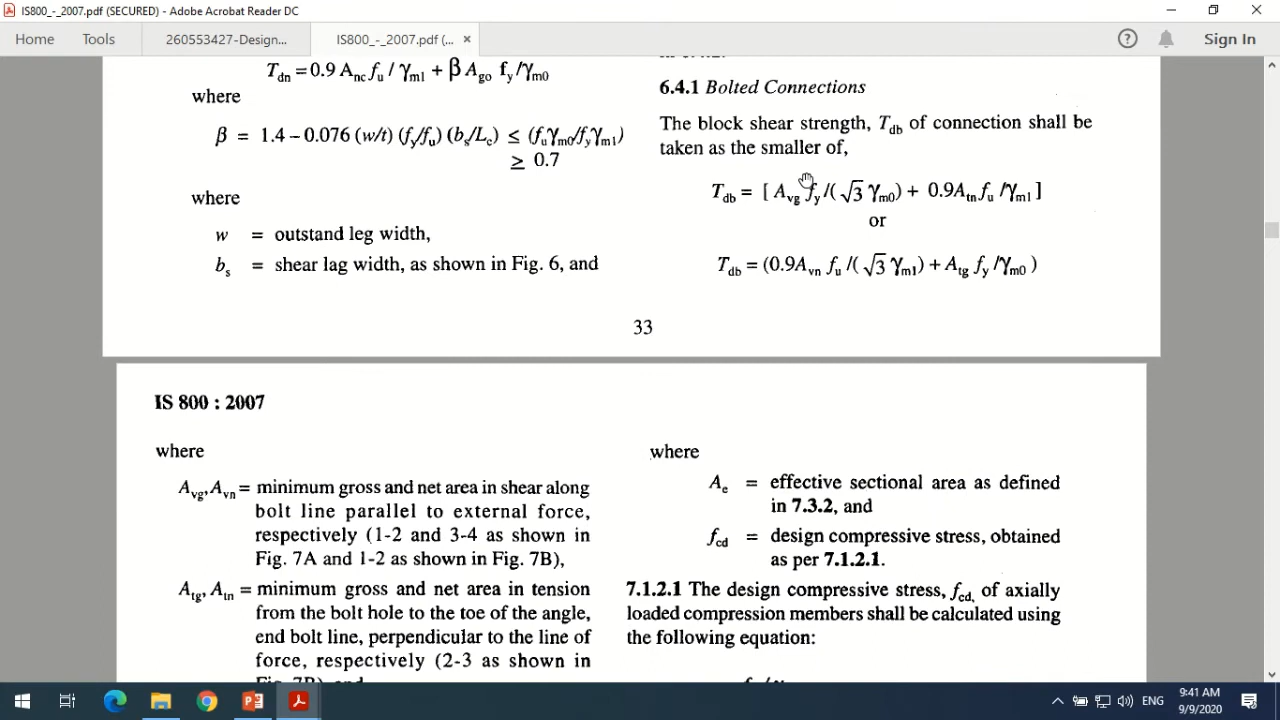 IS800_-_2007.pdf (SECURED) - Adobe Acrobat Reader DC
Home Tools 260553427-Design... IS800_-_2007.pdf (... × ? Sign In
T_dn = 0.9 A_nc f_u / γ_m1 + β A_go f_y /γ_m0
where
β = 1.4 – 0.076 (w/t) (f_y/f_u) (b_s/L_c) ≤ (f_uγ_m0/f_yγ_m1)
≥ 0.7
where
w = outstand leg width,
b_s = shear lag width, as shown in Fig. 6, and
6.4.1 Bolted Connections
The block shear strength, T_db of connection shall be
taken as the smaller of,
T_db = [ A_vg f_y /( √3 γ_m0) + 0.9A_tn f_u /γ_m1 ]
or
T_db = (0.9A_vn f_u /( √3 γ_m1) + A_tg f_y /γ_m0 )
33
IS 800 : 2007
where
A_vg, A_vn = minimum gross and net area in shear along
bolt line parallel to external force,
respectively (1-2 and 3-4 as shown in
Fig. 7A and 1-2 as shown in Fig. 7B),
A_tg, A_tn = minimum gross and net area in tension
from the bolt hole to the toe of the angle,
end bolt line, perpendicular to the line of
force, respectively (2-3 as shown in
where
A_e = effective sectional area as defined
in 7.3.2, and
f_cd = design compressive stress, obtained
as per 7.1.2.1.
7.1.2.1 The design compressive stress, f_cd, of axially
loaded compression members shall be calculated using
the following equation:
ENG
9:41 AM
9/9/2020